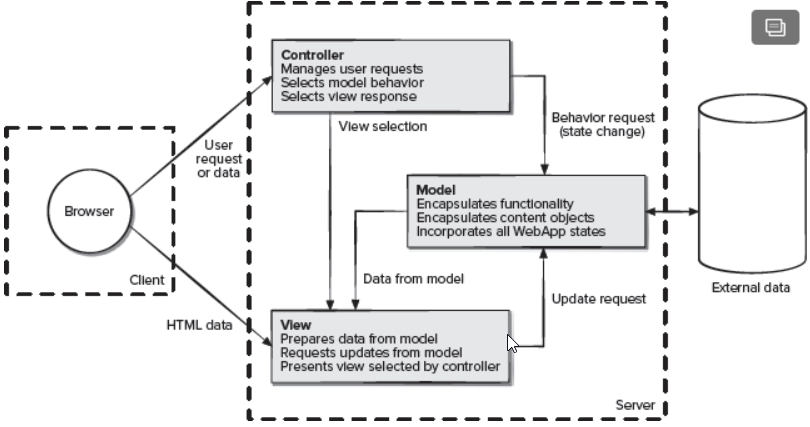 Controller
Manages user requests
Selects model behavior
Selects view response
View selection
Behavior request
(state change)
User
request
or data
Browser
Client
Model
Encapsulates functionality
Encapsulates content objects
Incorporates all WebApp states
Data from model
External data
Update request
HTML data
View
Prepares data from model
Requests updates from model
Presents view selected by controller
Server